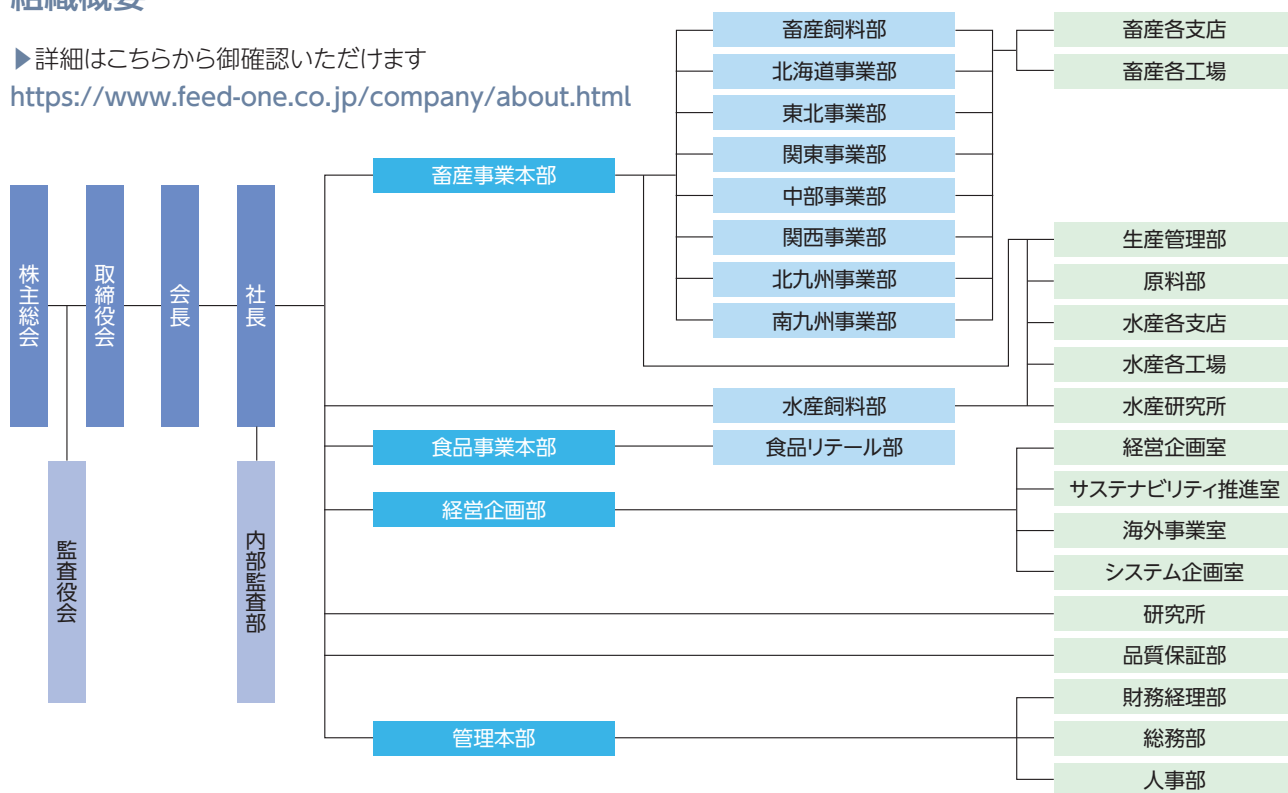 組織概要
▶詳細はこちらから御確認いただけます
https://www.feed-one.co.jp/company/about.html
株主総会
取締役会
会長
社長
監査役会
内部監査部
畜産事業本部
食品事業本部
経営企画部
管理本部
畜産飼料部
北海道事業部
東北事業部
関東事業部
中部事業部
関西事業部
北九州事業部
南九州事業部
水産飼料部
食品リテール部
畜産各支店
畜産各工場
生産管理部
原料部
水産各支店
水産各工場
水産研究所
経営企画室
サステナビリティ推進室
海外事業室
システム企画室
研究所
品質保証部
財務経理部
総務部
人事部